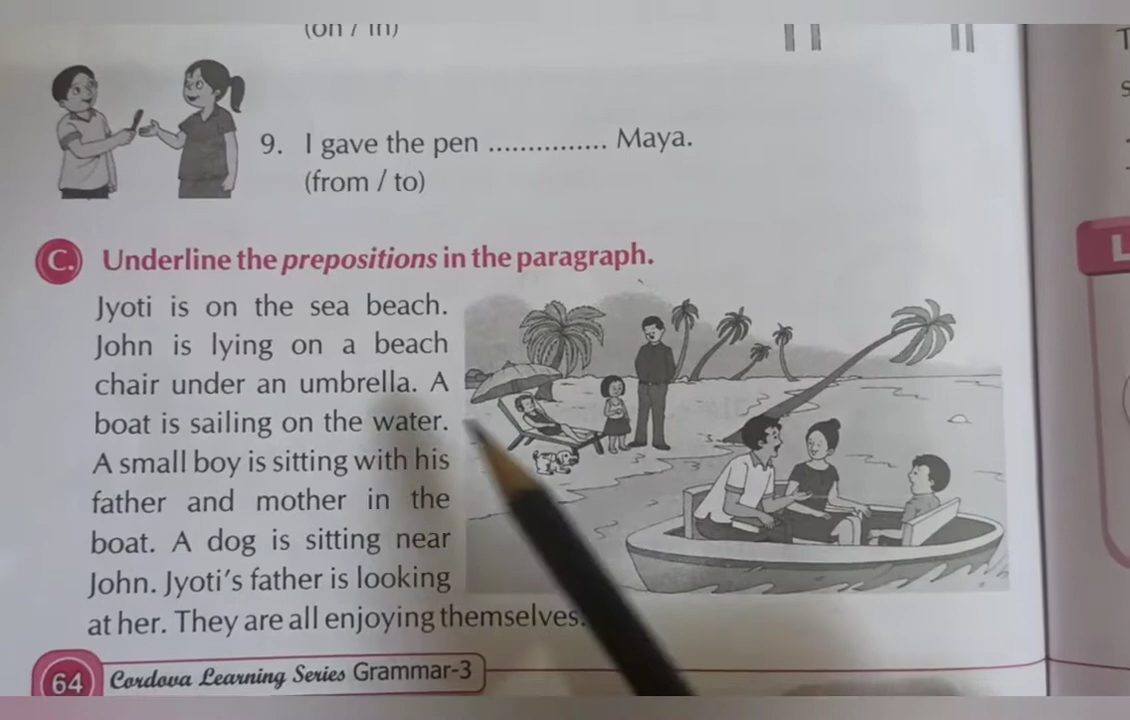 (on / in)
9. I gave the pen ............... Maya.
(from / to)
C. Underline the prepositions in the paragraph.
Jyoti is on the sea beach.
John is lying on a beach
chair under an umbrella. A
boat is sailing on the water.
A small boy is sitting with his
father and mother in the
boat. A dog is sitting near
John. Jyoti's father is looking
at her. They are all enjoying themselves.
64 Cordova Learning Series Grammar-3